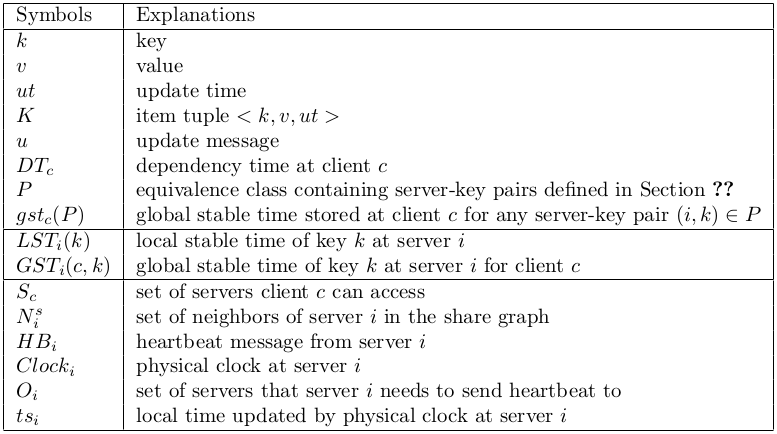 Symbols Explanations
k key
v value
ut update time
K item tuple < k, v, ut >
u update message
DT_c dependency time at client c
P equivalence class containing server-key pairs defined in Section ??
gst_c(P) global stable time stored at client c for any server-key pair (i, k) ∈ P
LST_i(k) local stable time of key k at server i
GST_i(c, k) global stable time of key k at server i for client c
S_c set of servers client c can access
N_i^s set of neighbors of server i in the share graph
HB_i heartbeat message from server i
Clock_i physical clock at server i
O_i set of servers that server i needs to send heartbeat to
ts_i local time updated by physical clock at server i